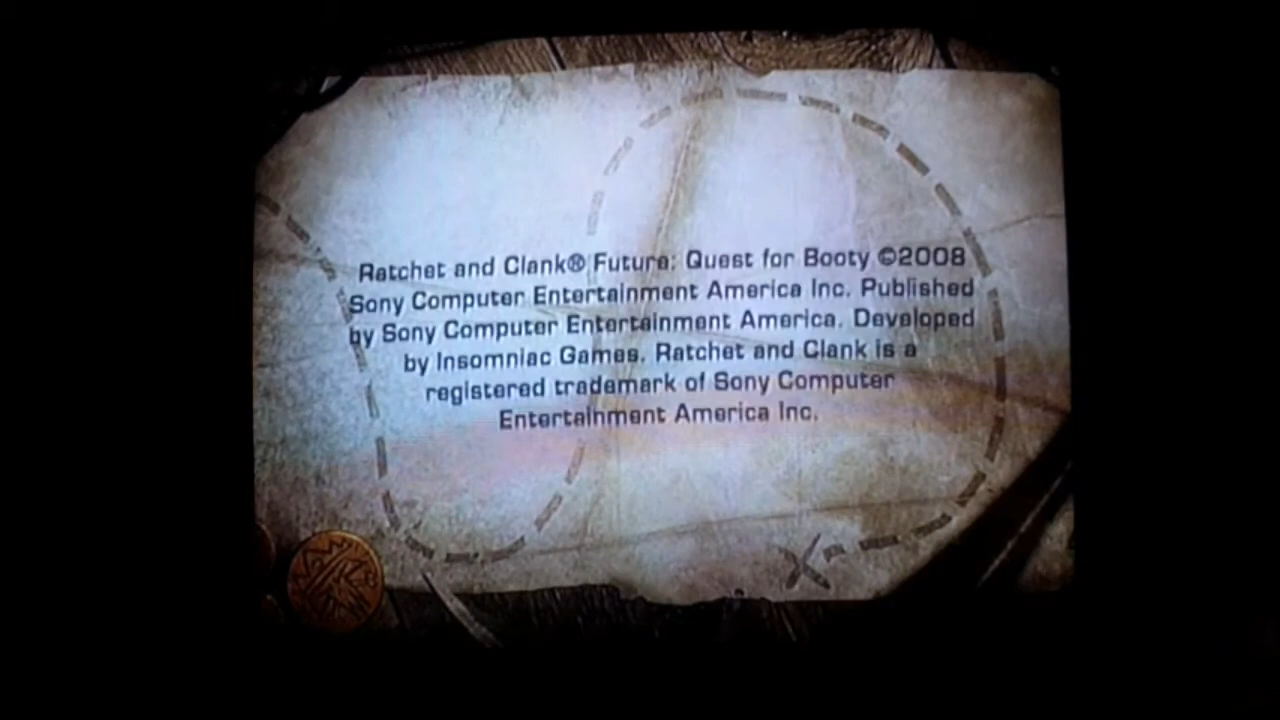 Ratchet and Clank® Future: Quest for Booty ©2008
Sony Computer Entertainment America Inc. Published
by Sony Computer Entertainment America. Developed
by Insomniac Games. Ratchet and Clank is a
registered trademark of Sony Computer
Entertainment America Inc.